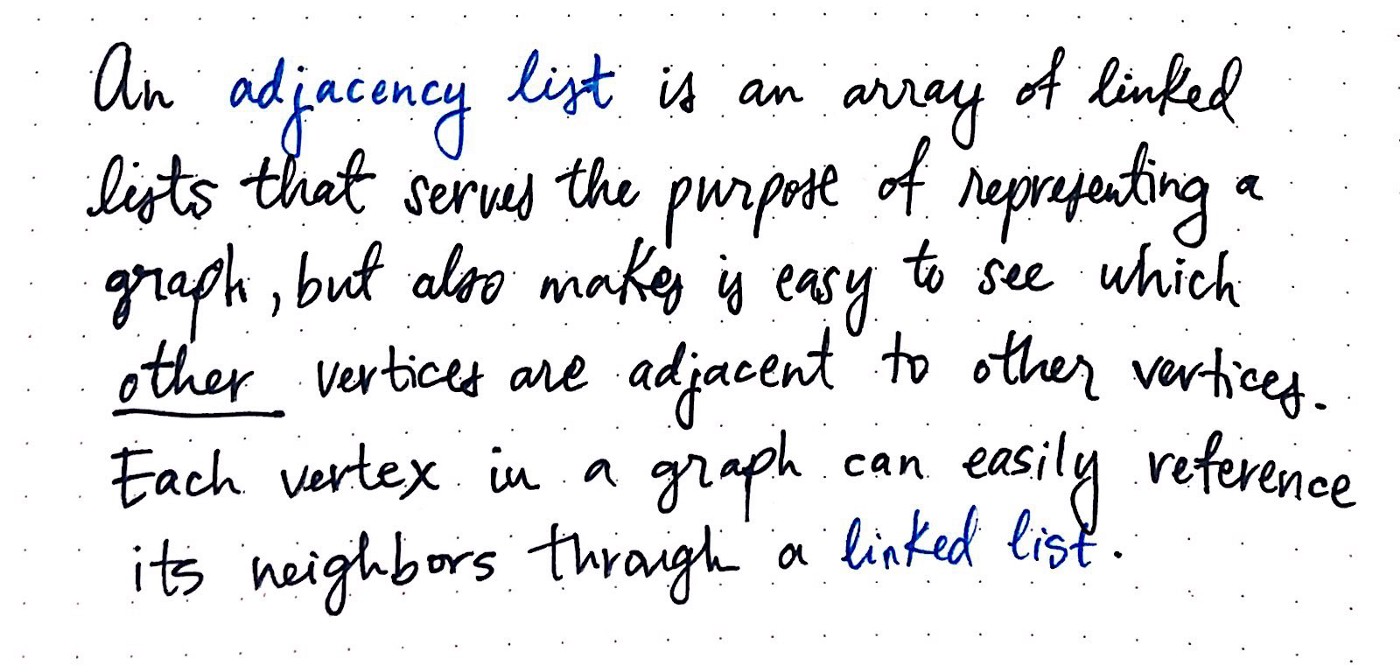 An adjacency list is an array of linked
lists that serves the purpose of representing a
graph, but also makes is easy to see which
other vertices are adjacent to other vertices.
Each vertex in a graph can easily reference
its neighbors through a linked list.